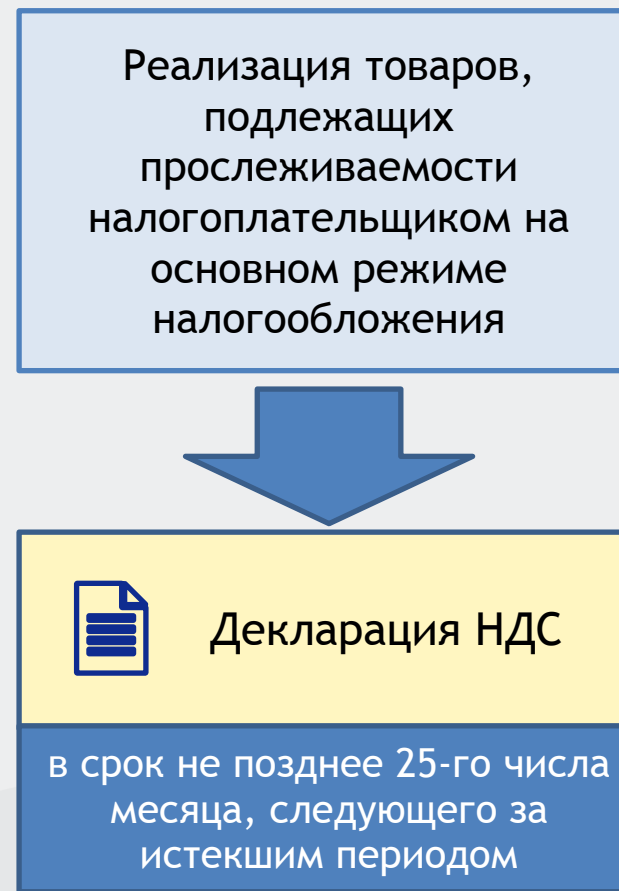 Реализация товаров,
подлежащих
прослеживаемости
налогоплательщиком на
основном режиме
налогообложения
Декларация НДС
в срок не позднее 25-го числа
месяца, следующего за
истекшим периодом